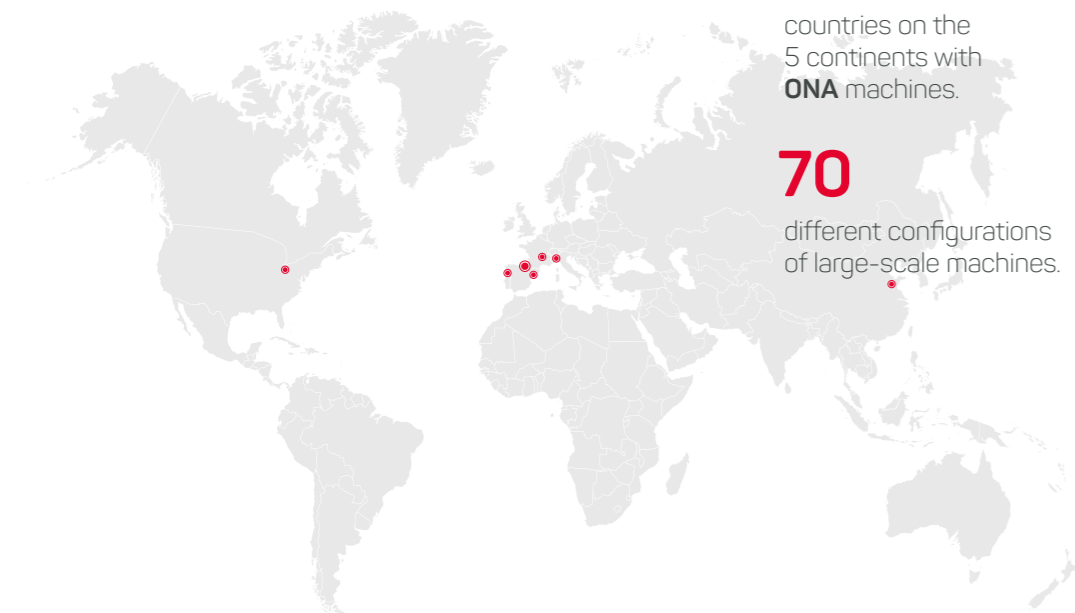 countries on the
5 continents with
ONA machines.
70
different configurations
of large-scale machines.